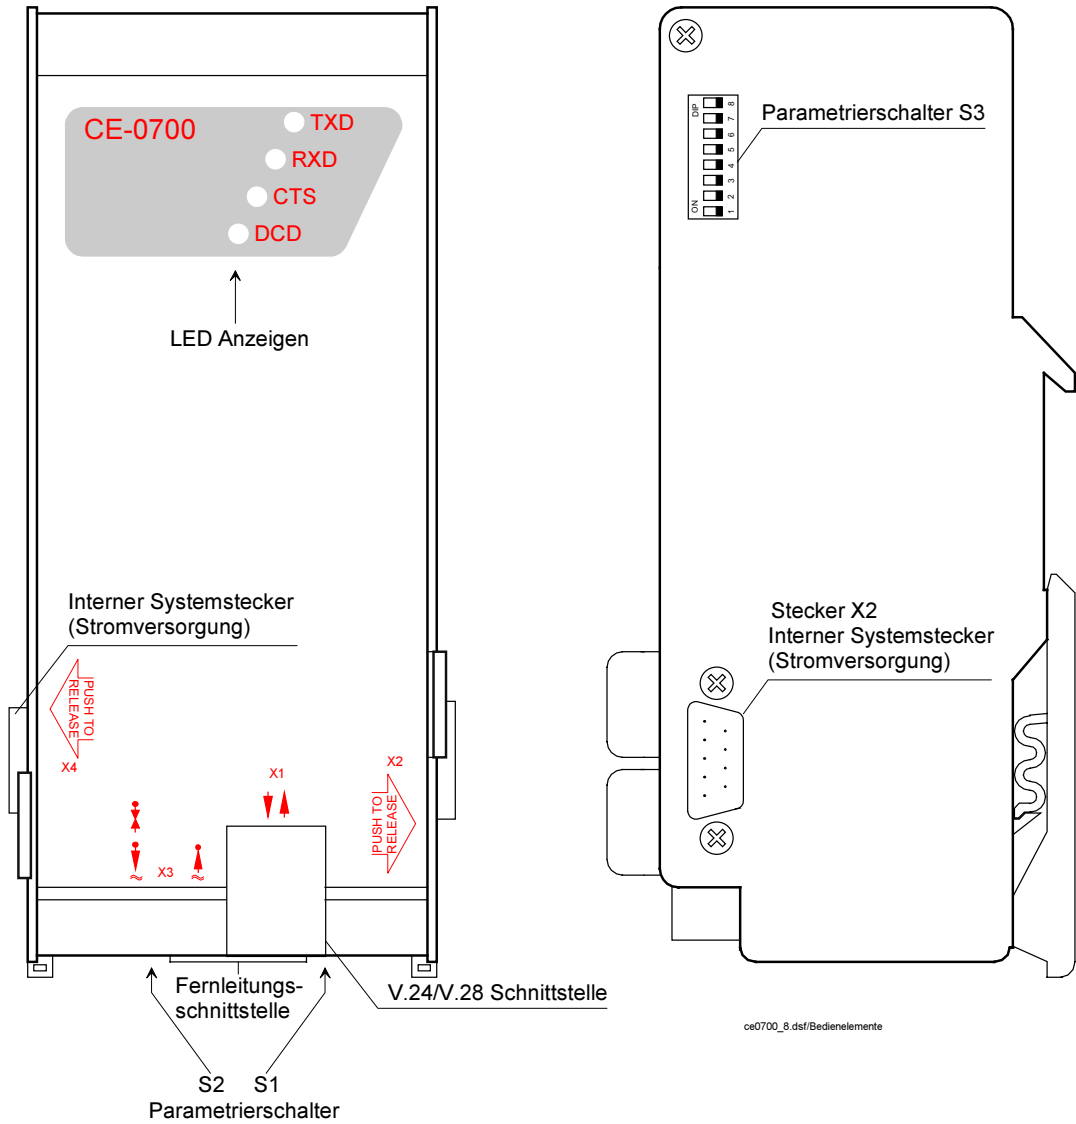 CE-0700
TXD
RXD
CTS
DCD
LED Anzeigen
Interner Systemstecker
(Stromversorgung)
PUSH TO
RELEASE
X4
X1
X2
PUSH TO
RELEASE
X3
Fernleitungs-
schnittstelle
V.24/V.28 Schnittstelle
S2 S1
Parametrierschalter
DIP
ON
8
7
6
5
4
3
2
1
Parametrierschalter S3
Stecker X2
Interner Systemstecker
(Stromversorgung)
ce0700_8.dsf/Bedienelemente